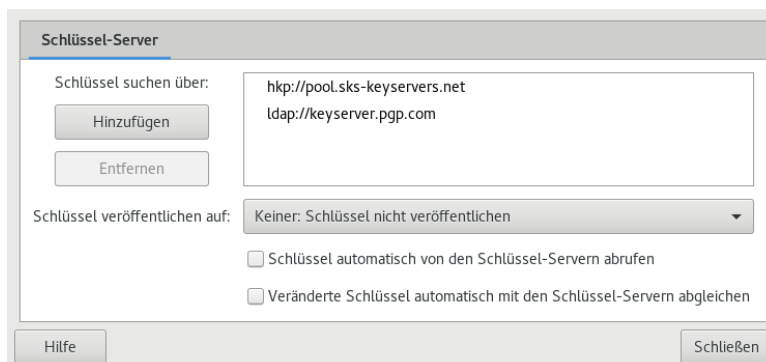 Schlüssel-Server
Schlüssel suchen über:
hkp://pool.sks-keyservers.net
ldap://keyserver.pgp.com
Hinzufügen
Entfernen
Schlüssel veröffentlichen auf: Keiner: Schlüssel nicht veröffentlichen
Schlüssel automatisch von den Schlüssel-Servern abrufen
Veränderte Schlüssel automatisch mit den Schlüssel-Servern abgleichen
Hilfe
Schließen